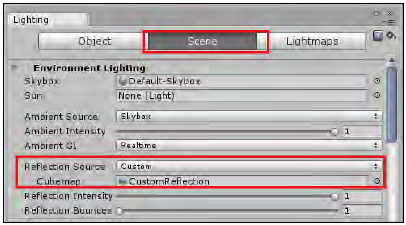 Lighting
Object Scene Lightmaps
Environment Lighting
Skybox Default-Skybox
Sun None (Light)
Ambient Source Skybox
Ambient Intensity 1
Ambient GI Realtime
Reflection Source Custom
Cubemap CustomReflection
Reflection Intensity 1
Reflection Bounces 1